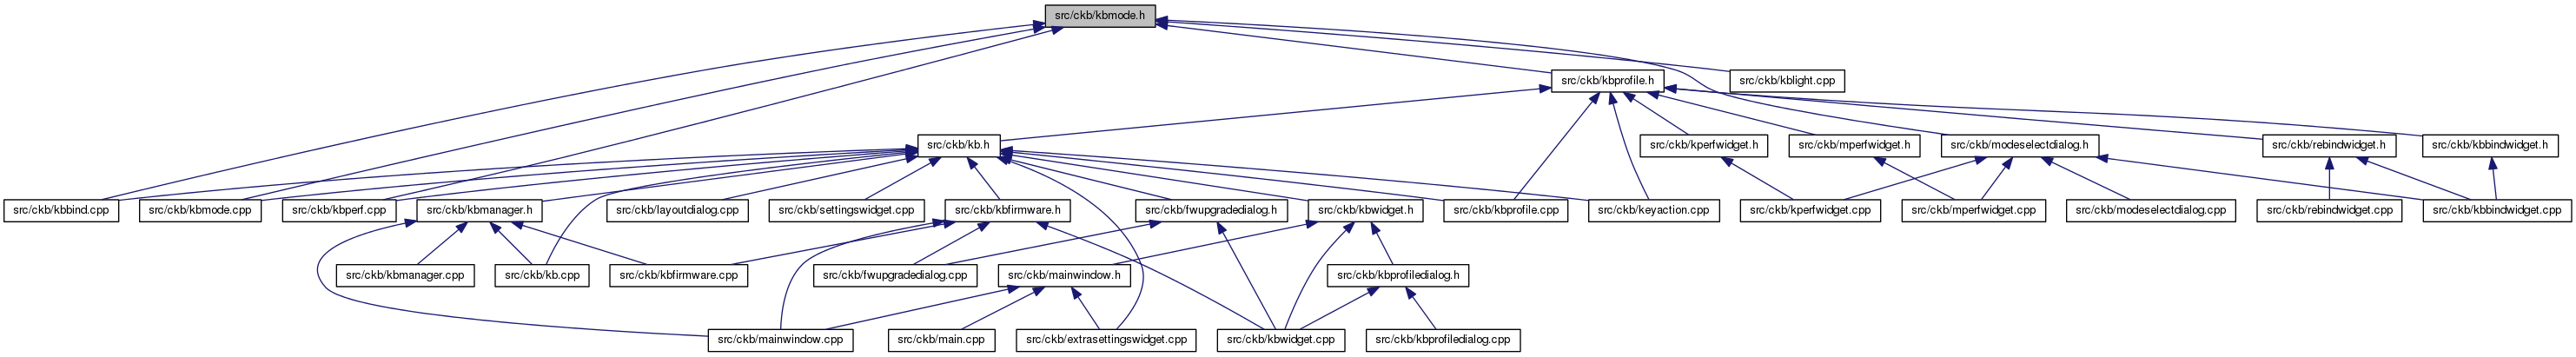 src/ckb/kbmode.h
src/ckb/kbprofile.h
src/ckb/kblight.cpp
src/ckb/kb.h
src/ckb/kperfwidget.h
src/ckb/mperfwidget.h
src/ckb/modeselectdialog.h
src/ckb/rebindwidget.h
src/ckb/kbbindwidget.h
src/ckb/kbbind.cpp
src/ckb/kbmode.cpp
src/ckb/kbperf.cpp
src/ckb/kbmanager.h
src/ckb/layoutdialog.cpp
src/ckb/settingswidget.cpp
src/ckb/kbfirmware.h
src/ckb/fwupgradedialog.h
src/ckb/kbwidget.h
src/ckb/kbprofile.cpp
src/ckb/keyaction.cpp
src/ckb/kperfwidget.cpp
src/ckb/mperfwidget.cpp
src/ckb/modeselectdialog.cpp
src/ckb/rebindwidget.cpp
src/ckb/kbbindwidget.cpp
src/ckb/kbmanager.cpp
src/ckb/kb.cpp
src/ckb/kbfirmware.cpp
src/ckb/fwupgradedialog.cpp
src/ckb/mainwindow.h
src/ckb/kbprofiledialog.h
src/ckb/mainwindow.cpp
src/ckb/main.cpp
src/ckb/extrasettingswidget.cpp
src/ckb/kbwidget.cpp
src/ckb/kbprofiledialog.cpp